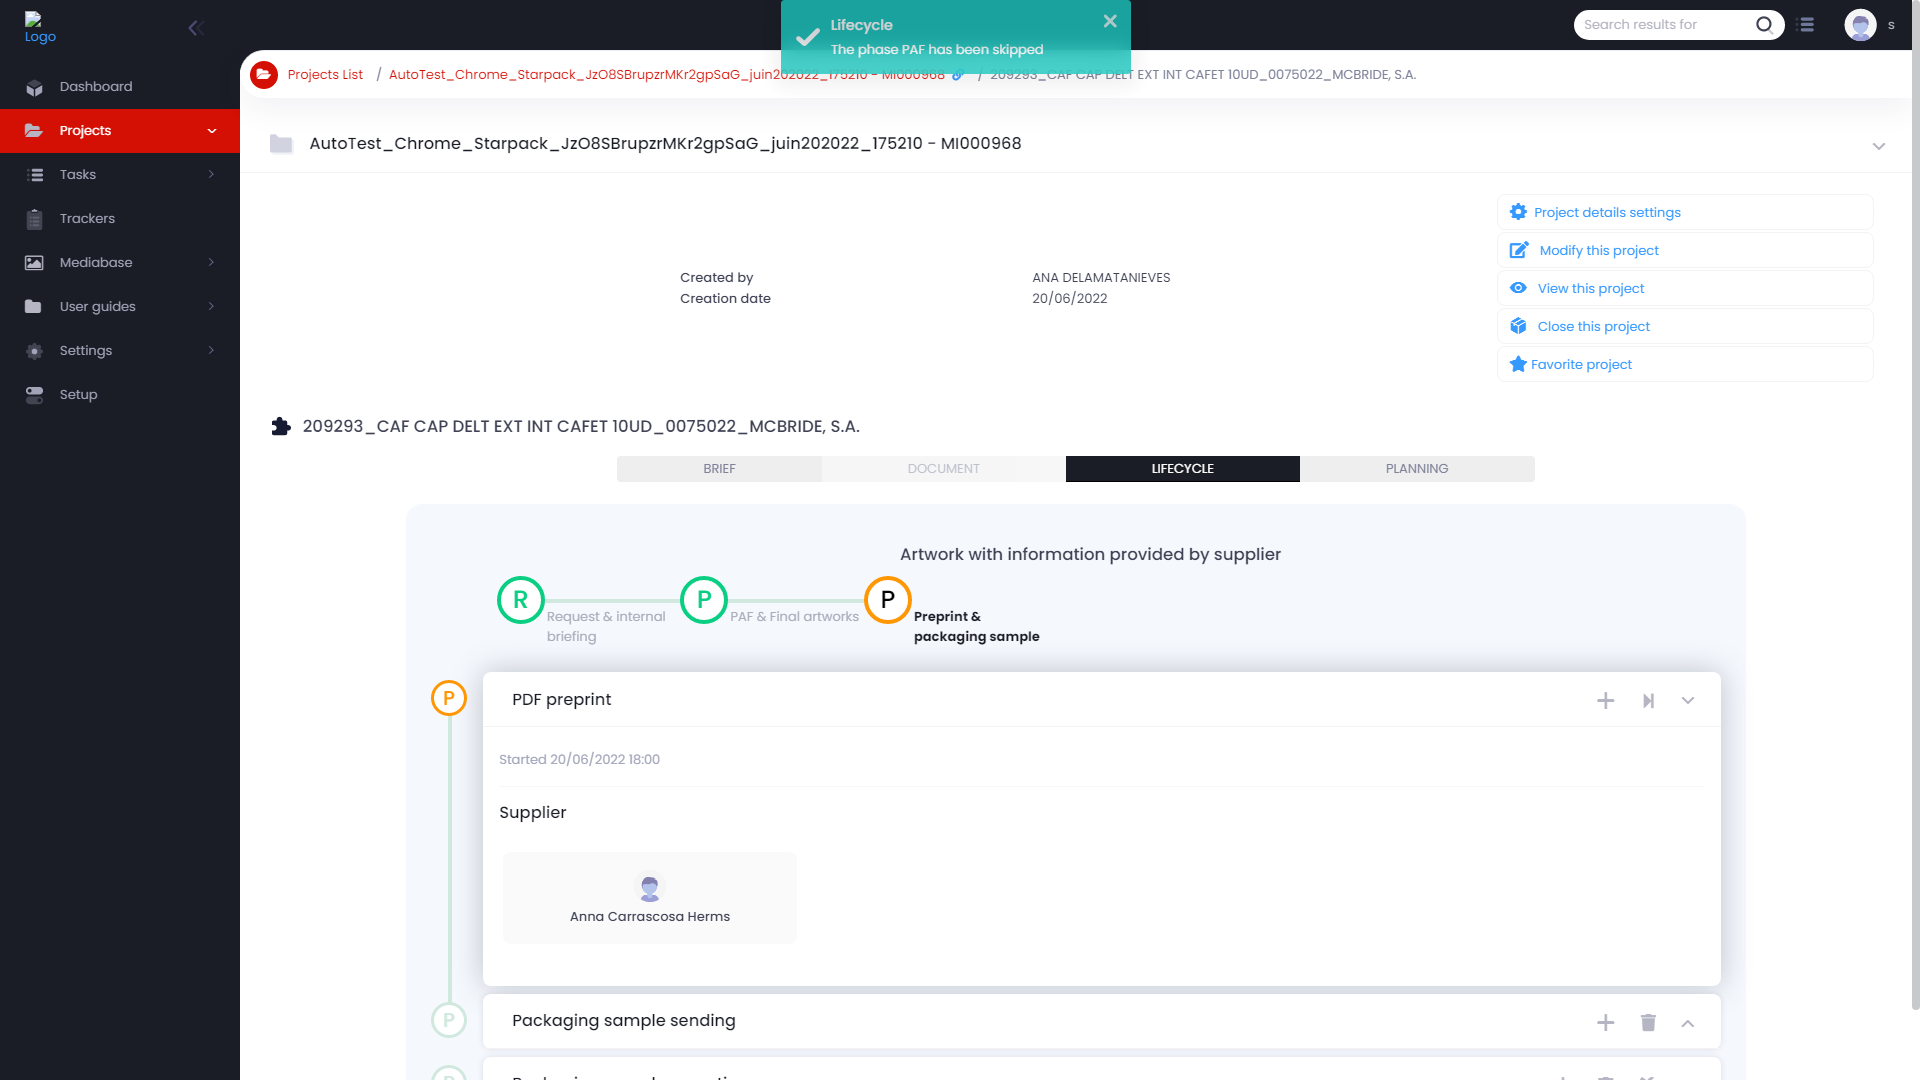 Logo
Lifecycle
The phase PAF has been skipped
Search results for
s
Projects List / AutoTest_Chrome_Starpack_JzO8SBrupzrMKr2gpSaG_juin202022_175210 - MI000968 / 209293_CAF CAP DELT EXT INT CAFET 10UD_0075022_MCBRIDE, S.A.
Dashboard
Projects
Tasks
Trackers
Mediabase
User guides
Settings
Setup
AutoTest_Chrome_Starpack_JzO8SBrupzrMKr2gpSaG_juin202022_175210 - MI000968
Created by ANA DELAMATANIEVES
Creation date 20/06/2022
Project details settings
Modify this project
View this project
Close this project
Favorite project
209293_CAF CAP DELT EXT INT CAFET 10UD_0075022_MCBRIDE, S.A.
BRIEF DOCUMENT LIFECYCLE PLANNING
Artwork with information provided by supplier
R P P
Request & internal briefing
PAF & Final artworks
Preprint & packaging sample
P PDF preprint
Started 20/06/2022 18:00
Supplier
Anna Carrascosa Herms
P Packaging sample sending